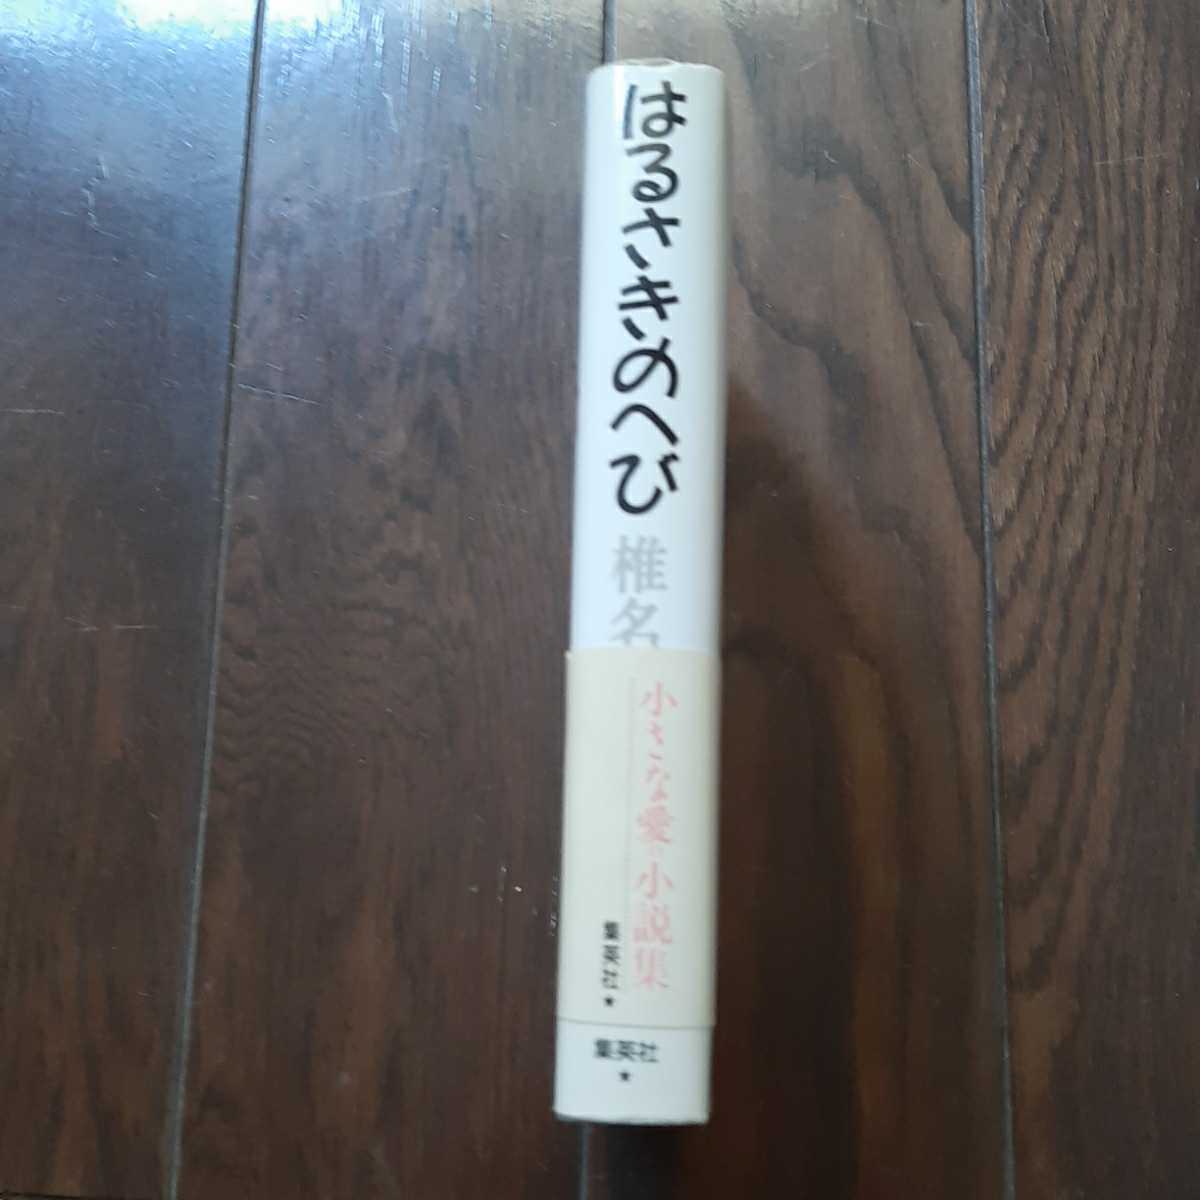 はるさきのへび
椎名
小さな愛の小説集
集英社
集英社